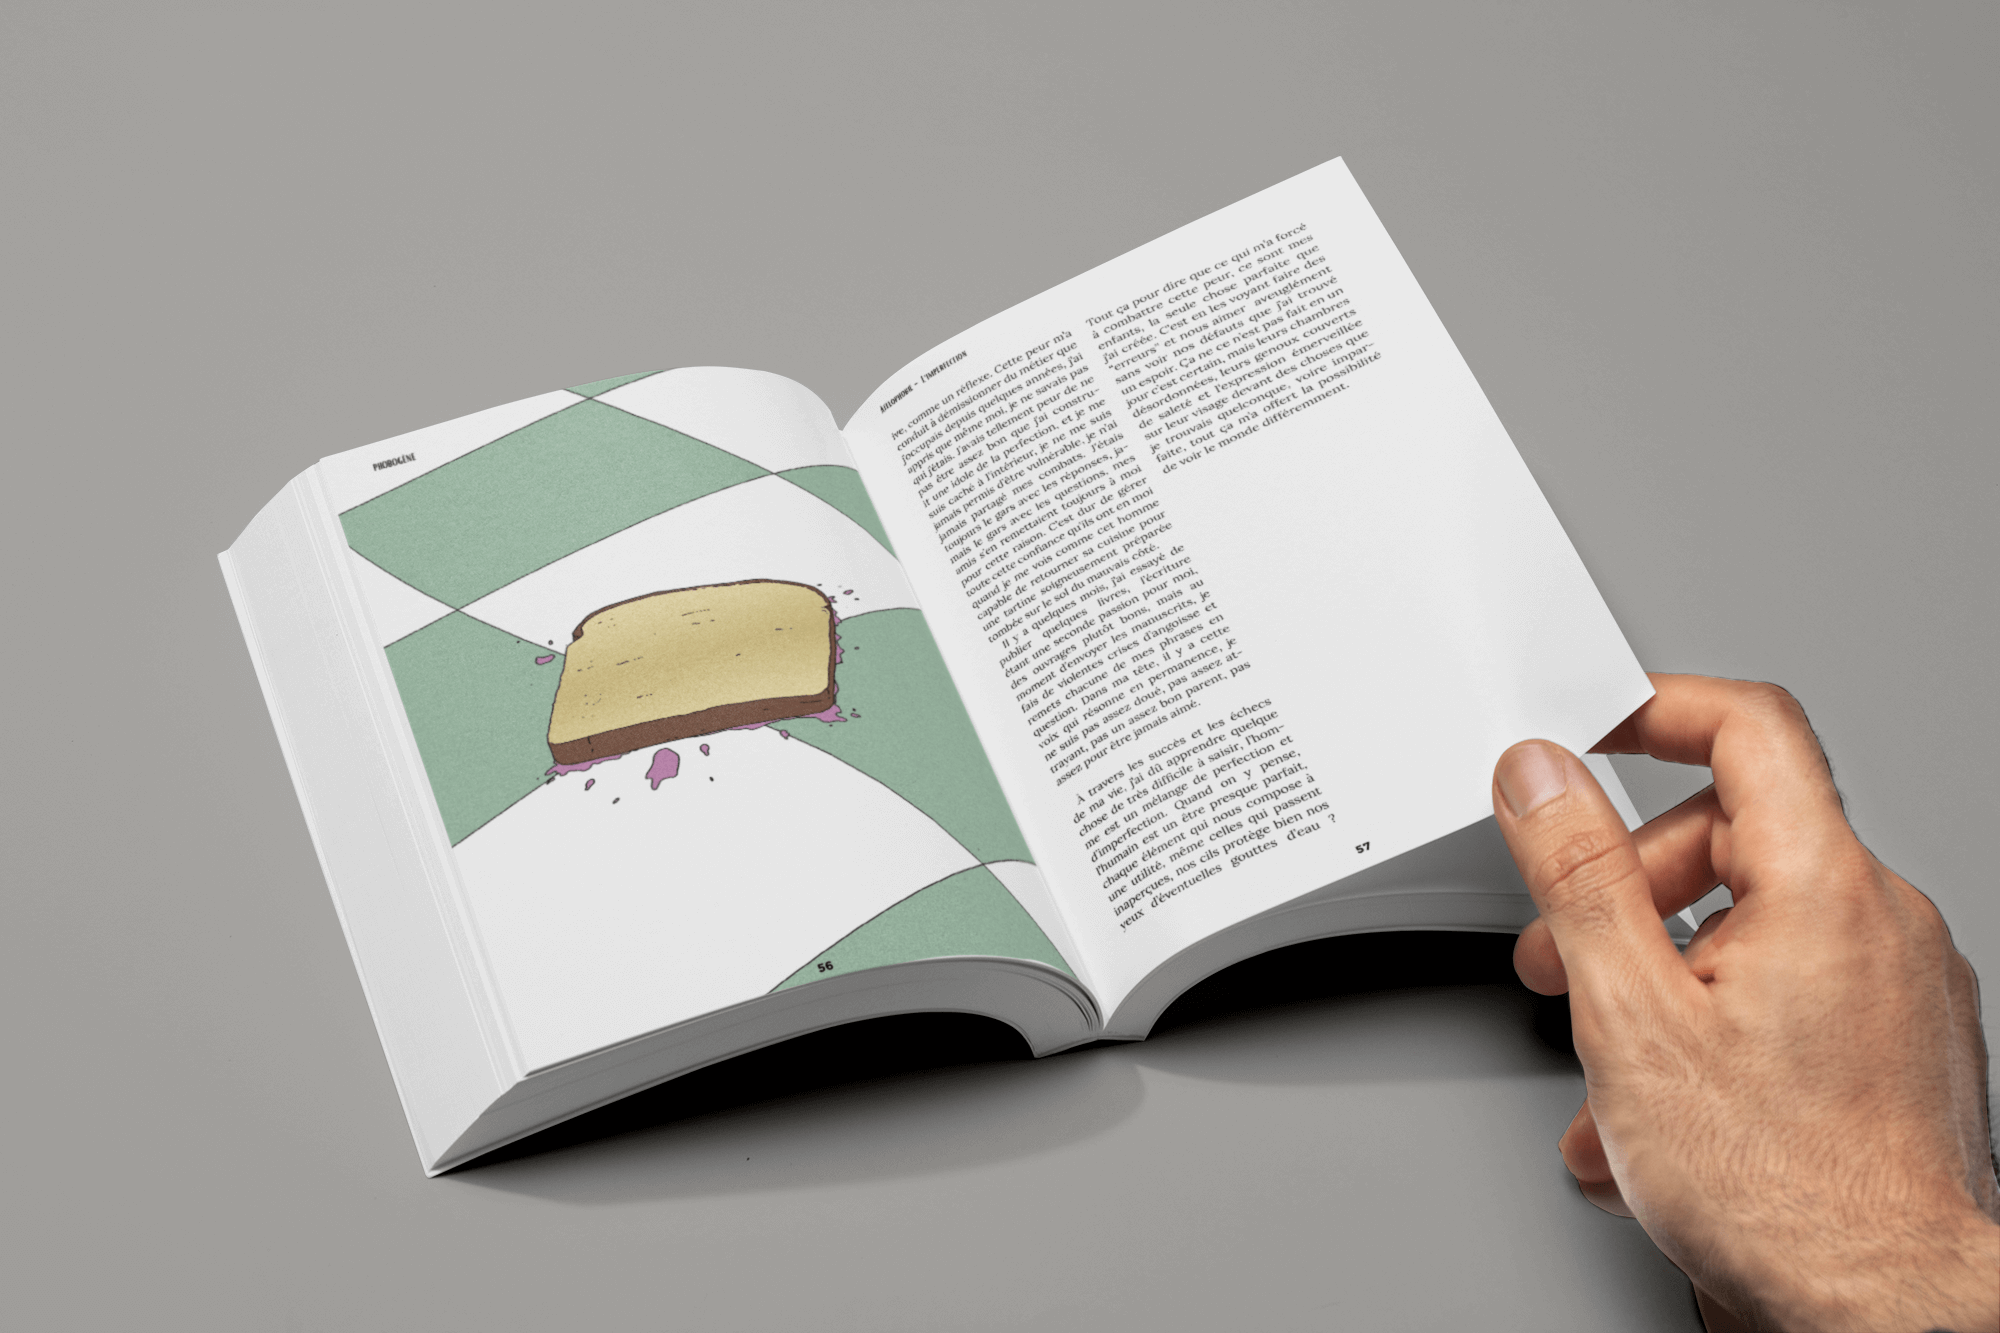 PHOBOGÈNE
56
Atélophobie – L'imperfection
ive, comme un réflexe. Cette peur m'a
conduit à démissionner du métier que
j'occupais depuis quelques années, j'ai
appris que même moi, je ne savais pas
qui j'étais. J'avais tellement peur de ne
pas être assez bon que j'ai constru-
it une idole de la perfection, et je me
suis caché à l'intérieur, je ne me suis
jamais permis d'être vulnérable, je n'ai
jamais partagé mes combats. J'étais
toujours le gars avec les réponses, ja-
mais le gars avec les questions, mes
amis s'en remettaient toujours à moi
pour cette raison. C'est dur de gérer
toute cette confiance qu'ils ont en moi
quand je me vois comme cet homme
capable de retourner sa cuisine pour
une tartine soigneusement préparée
tombée sur le sol du mauvais côté.
Il y a quelques mois, j'ai essayé de
publier quelques livres, l'écriture
étant une seconde passion pour moi,
des ouvrages plutôt bons, mais au
moment d'envoyer les manuscrits, je
fais de violentes crises d'angoisse et
remets chacune de mes phrases en
question. Dans ma tête, il y a cette
voix qui résonne en permanence, je
ne suis pas assez doué, pas assez at-
trayant, pas un assez bon parent, pas
assez pour être jamais aimé.
À travers les succés et les échecs
de ma vie, j'ai dû apprendre quelque
chose de très difficile à saisir, l'hom-
me est un mélange de perfection et
d'imperfection. Quand on y pense,
l'humain est un être presque parfait,
chaque élément qui nous compose à
une utilité, même celles qui passent
inaperçues, nos cils protège bien nos
yeux d'éventuelles gouttes d'eau ?
Tout ça pour dire que ce qui m'a forcé
à combattre cette peur, ce sont mes
enfants, la seule chose parfaite que
j'ai créée. C'est en les voyant faire des
"erreurs" et nous aimer aveuglément
sans voir nos défauts que j'ai trouvé
un espoir. Ça ne ce n'est pas fait en un
jour c'est certain, mais leurs chambres
désordonnées, leurs genoux couverts
de saleté et l'expression émerveillée
sur leur visage devant des choses que
je trouvais quelconque, voire impar-
faite, tout ça m'a offert la possibilité
de voir le monde différemment.
57